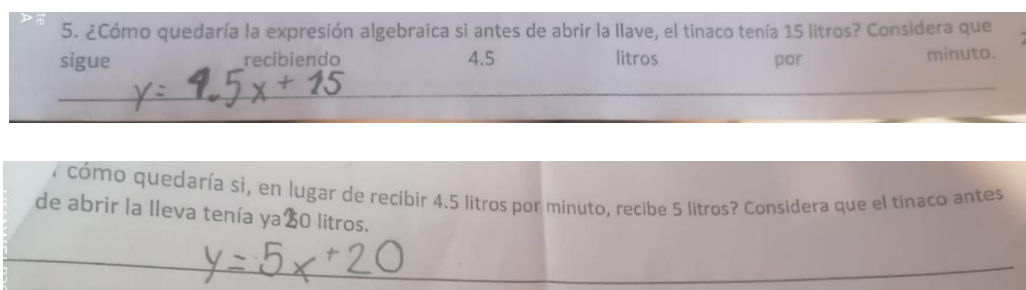 te
A
5. ¿Cómo quedaría la expresión algebraica si antes de abrir la llave, el tinaco tenía 15 litros? Considera que
sigue recibiendo 4.5 litros por minuto.
y= 4.5x + 15
cómo quedaría si, en lugar de recibir 4.5 litros por minuto, recibe 5 litros? Considera que el tinaco antes
de abrir la lleva tenía ya 20 litros.
y=5x+20